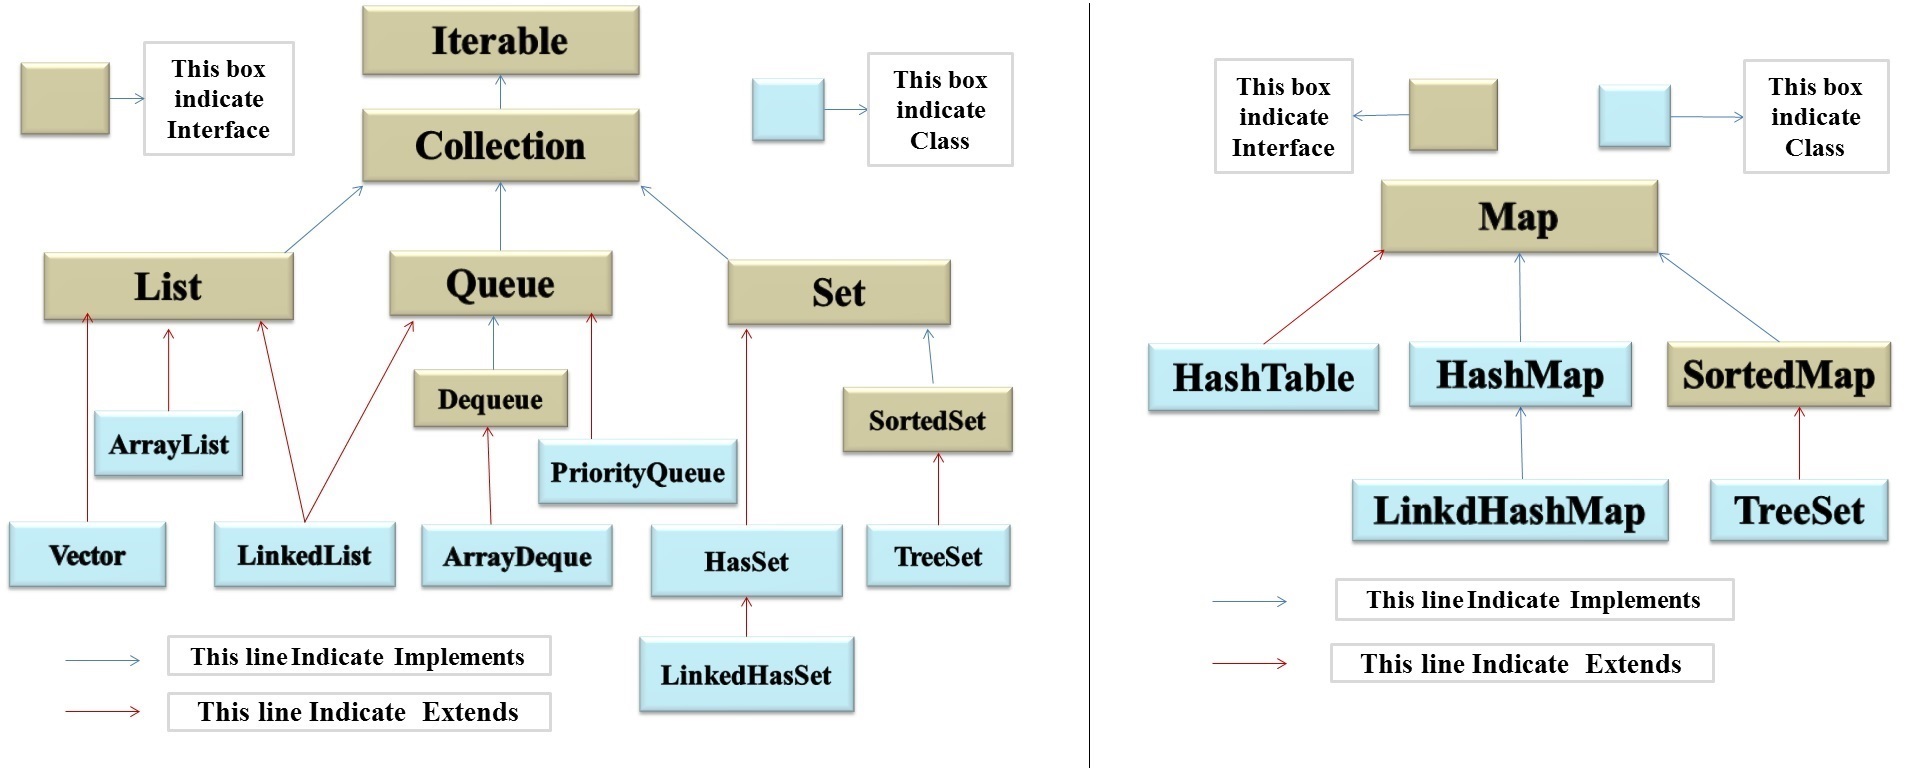 Iterable
This box
indicate
Interface
This box
indicate
Class
Collection
List
Queue
Set
Dequeue
SortedSet
ArrayList
PriorityQueue
Vector
LinkedList
ArrayDeque
HasSet
TreeSet
LinkedHasSet
This line Indicate Implements
This line Indicate Extends
This box
indicate
Interface
This box
indicate
Class
Map
HashTable
HashMap
SortedMap
LinkdHashMap
TreeSet
This line Indicate Implements
This line Indicate Extends